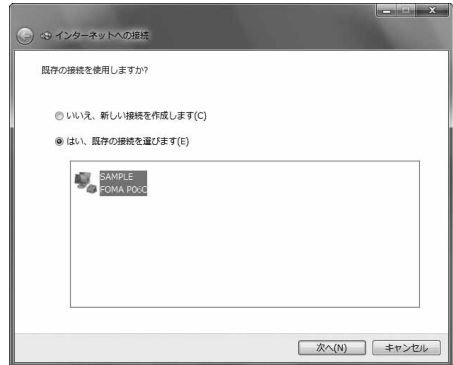 インターネットへの接続
既存の接続を使用しますか?
いいえ、新しい接続を作成します(C)
はい、既存の接続を選びます(E)
SAMPLE
FOMA P06C
次へ(N)
キャンセル